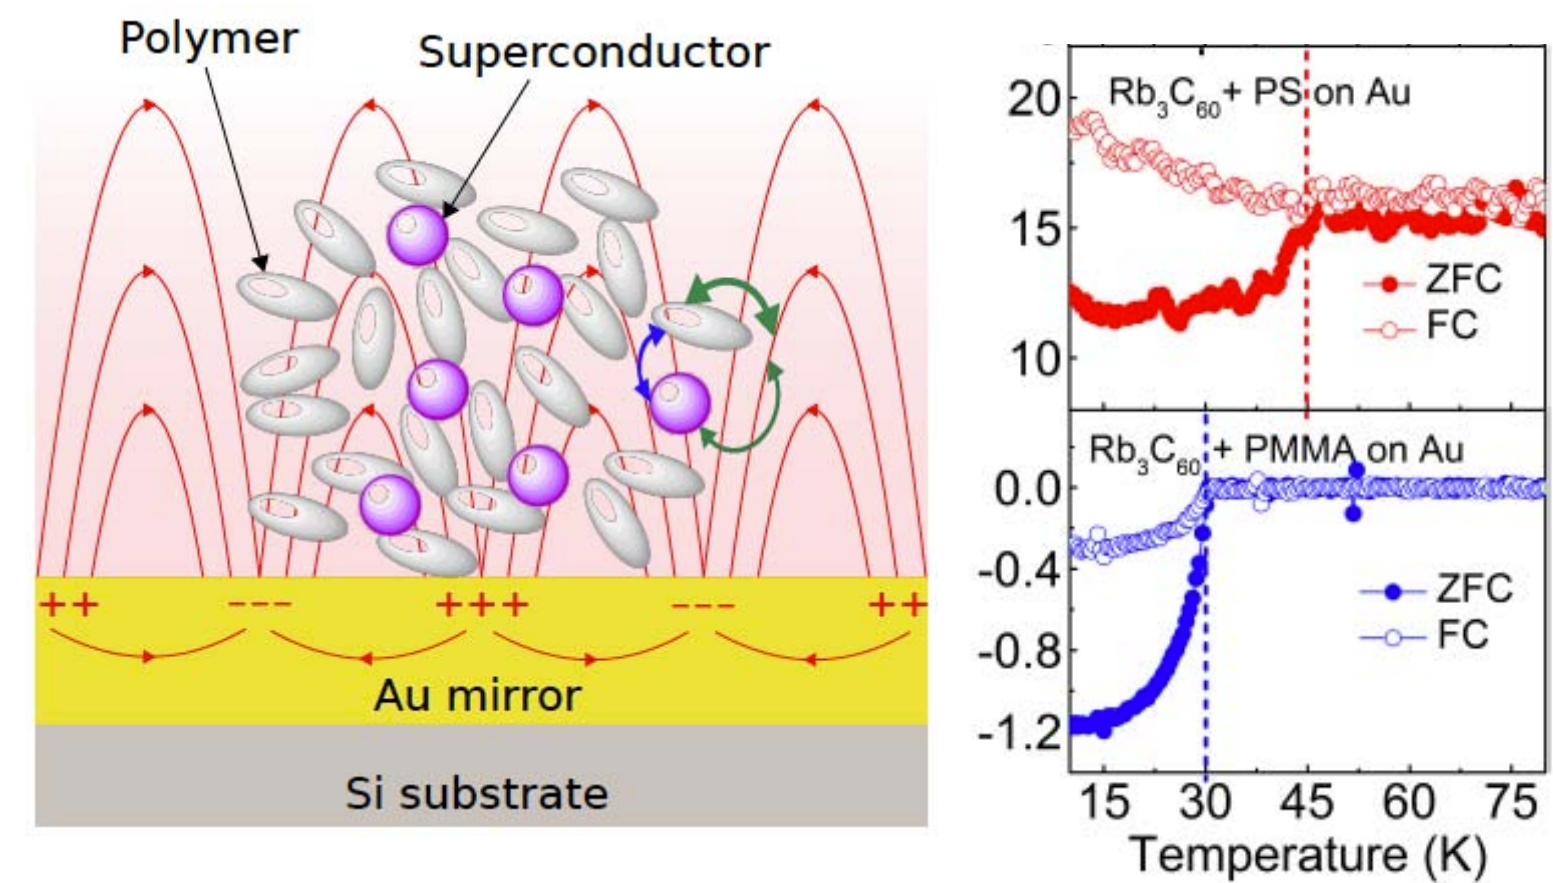 Polymer
Superconductor
++
---
+++
---
++
Au mirror
Si substrate
20
15
10
Rb₃C₆₀+ PS on Au
ZFC
FC
0.0
-0.4
-0.8
-1.2
Rb₃C₆₀ + PMMA on Au
ZFC
FC
15 30 45 60 75
Temperature (K)